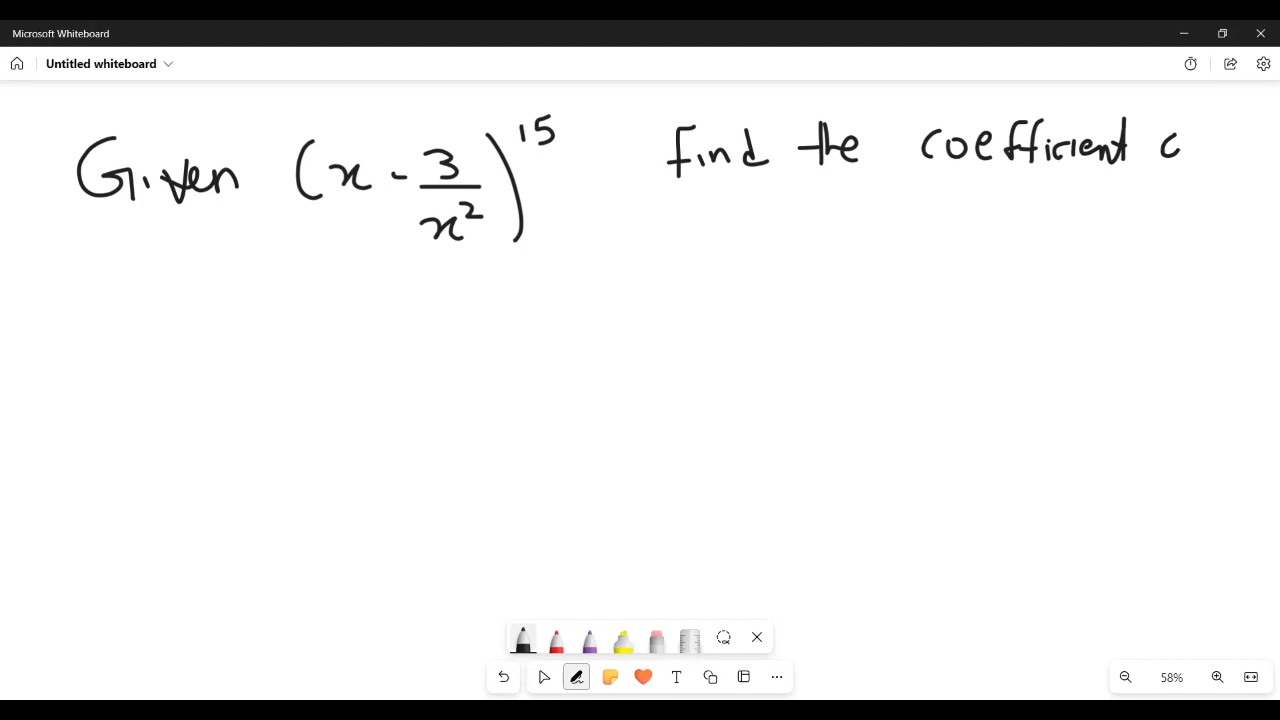 Microsoft Whiteboard
Untitled whiteboard
Given (x - 3/x²)¹⁵ find the coefficient
58%